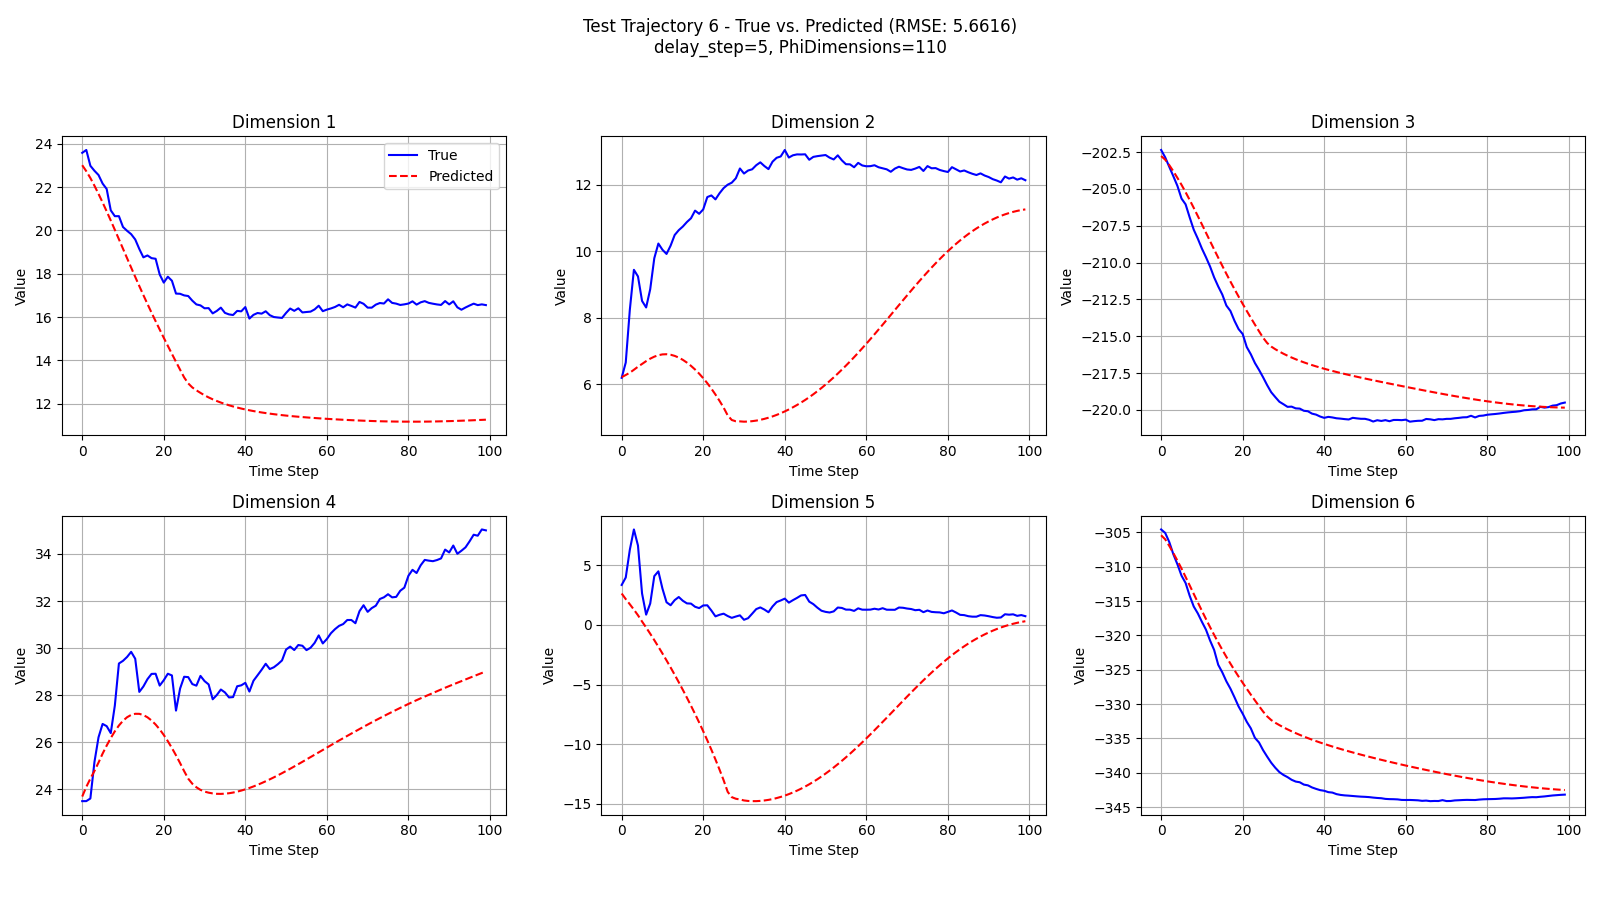 Test Trajectory 6 - True vs. Predicted (RMSE: 5.6616)
delay_step=5, PhiDimensions=110
Dimension 1
24
22
20
18
16
14
12
Value
0 20 40 60 80 100
Time Step
True
Predicted
Dimension 2
12
10
8
6
Value
0 20 40 60 80 100
Time Step
Dimension 3
−202.5
−205.0
−207.5
−210.0
−212.5
−215.0
−217.5
−220.0
Value
0 20 40 60 80 100
Time Step
Dimension 4
34
32
30
28
26
24
Value
0 20 40 60 80 100
Time Step
Dimension 5
5
0
−5
−10
−15
Value
0 20 40 60 80 100
Time Step
Dimension 6
−305
−310
−315
−320
−325
−330
−335
−340
−345
Value
0 20 40 60 80 100
Time Step